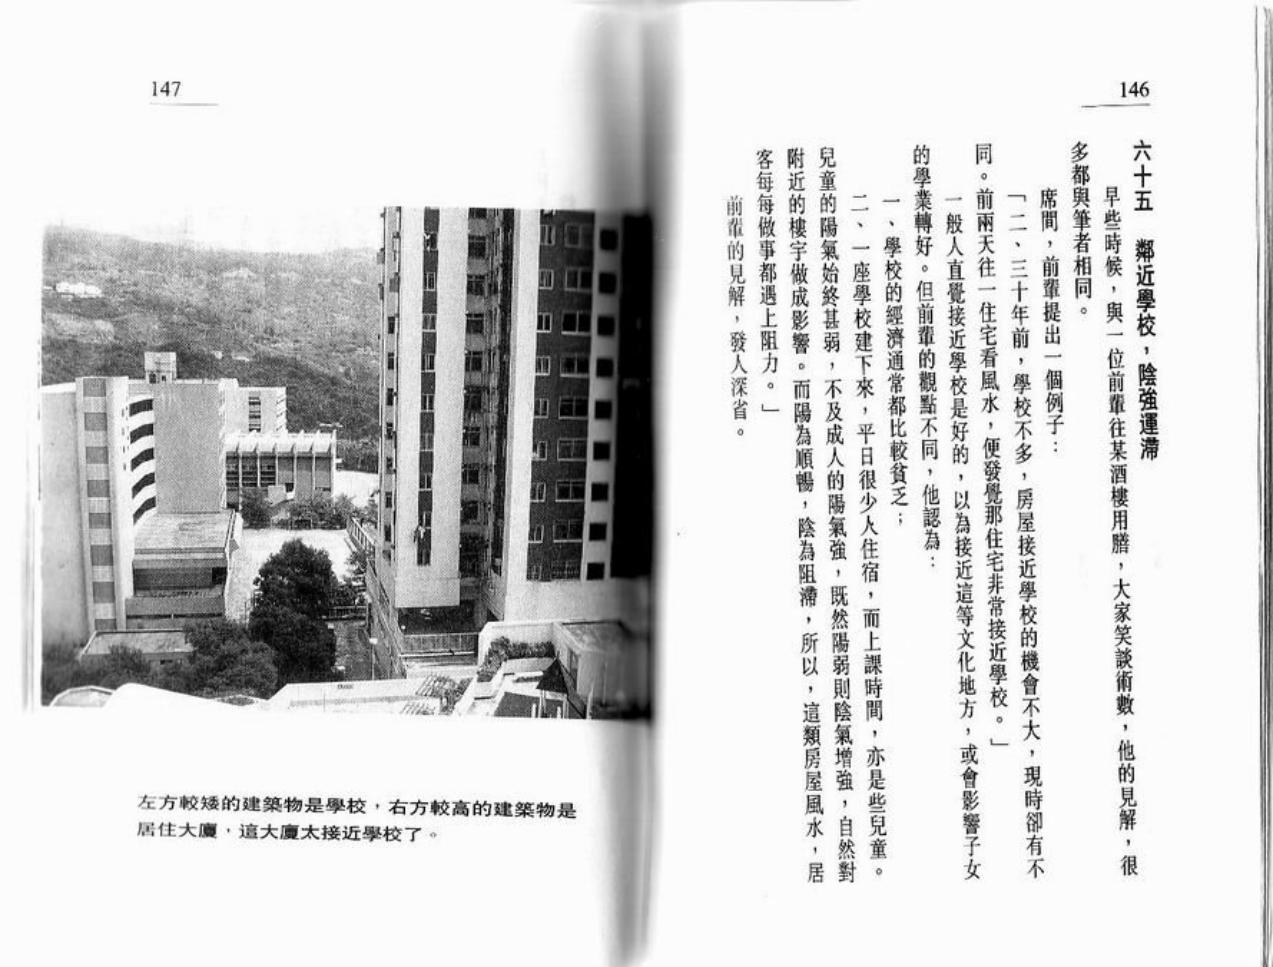 146
六十五　鄰近學校，陰強運滯
早些時候，與一位前輩往某酒樓用膳，大家笑談術數，他的見解，很
多都與筆者相同。
席間，前輩提出一個例子：
「二、三十年前，學校不多，房屋接近學校的機會不大，現時卻有不
同。前兩天往一住宅看風水，便發覺那住宅非常接近學校。」
一般人直覺接近學校是好的，以為接近這等文化地方，或會影響子女
的學業轉好。但前輩的觀點不同，他認為：
一、學校的經濟通常都比較貧乏；
二、一座學校建下來，平日很少人住宿，而上課時間，亦是些兒童。
兒童的陽氣始終甚弱，不及成人的陽氣強，既然陽弱則陰氣增強，自然對
附近的樓宇做成影響。而陽為順暢，陰為阻滯，所以，這類房屋風水，居
客每每做事都遇上阻力。」
前輩的見解，發人深省。
147
左方較矮的建築物是學校，右方較高的建築物是
居住大廈，這大廈太接近學校了。